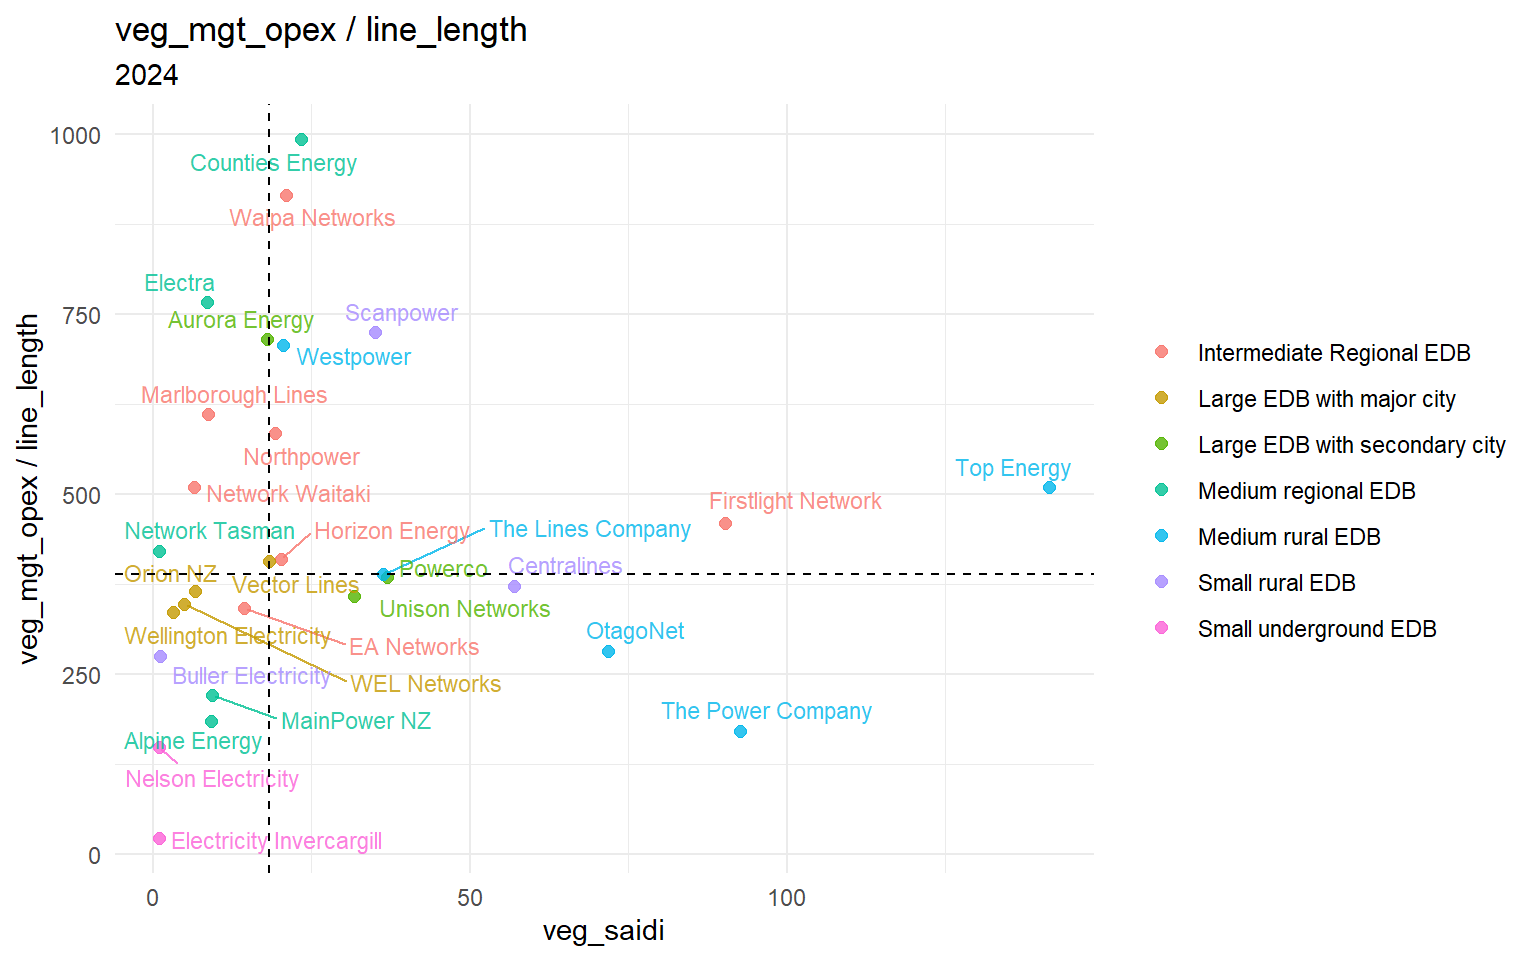 veg_mgt_opex / line_length
2024
1000
750
500
250
0
veg_mgt_opex / line_length
Counties Energy
Waipa Networks
Electra
Aurora Energy
Scanpower
Westpower
Marlborough Lines
Northpower
Top Energy
Network Waitaki
Firstlight Network
Network Tasman
Horizon Energy
The Lines Company
Orion NZ
Vector Lines
Powerco
Centralines
Unison Networks
Wellington Electricity
EA Networks
OtagoNet
Buller Electricity
WEL Networks
MainPower NZ
The Power Company
Alpine Energy
Nelson Electricity
Electricity Invercargill
0
50
100
veg_saidi
Intermediate Regional EDB
Large EDB with major city
Large EDB with secondary city
Medium regional EDB
Medium rural EDB
Small rural EDB
Small underground EDB